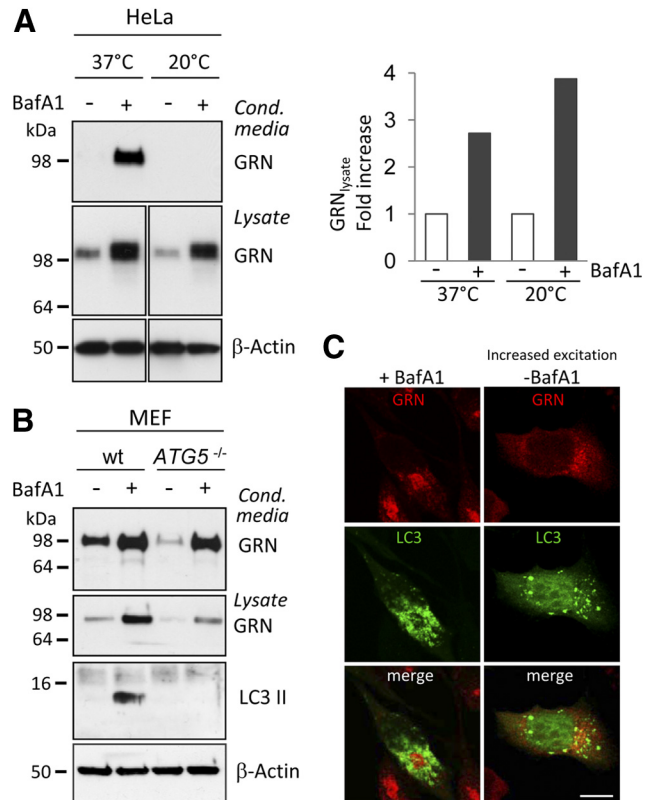 A
HeLa
37°C 20°C
BafA1 - + - + Cond. media
kDa
98 GRN
Lysate
GRN
98
64
50 β-Actin
4
3
2
1
0
GRNlysate
Fold increase
- + - + BafA1
37°C 20°C
B
MEF
wt ATG5 -/-
BafA1 - + - + Cond. media
kDa
98 GRN
64
Lysate
98 GRN
64
16
LC3 II
50 β-Actin
C
Increased excitation
+ BafA1 -BafA1
GRN GRN
LC3 LC3
merge merge